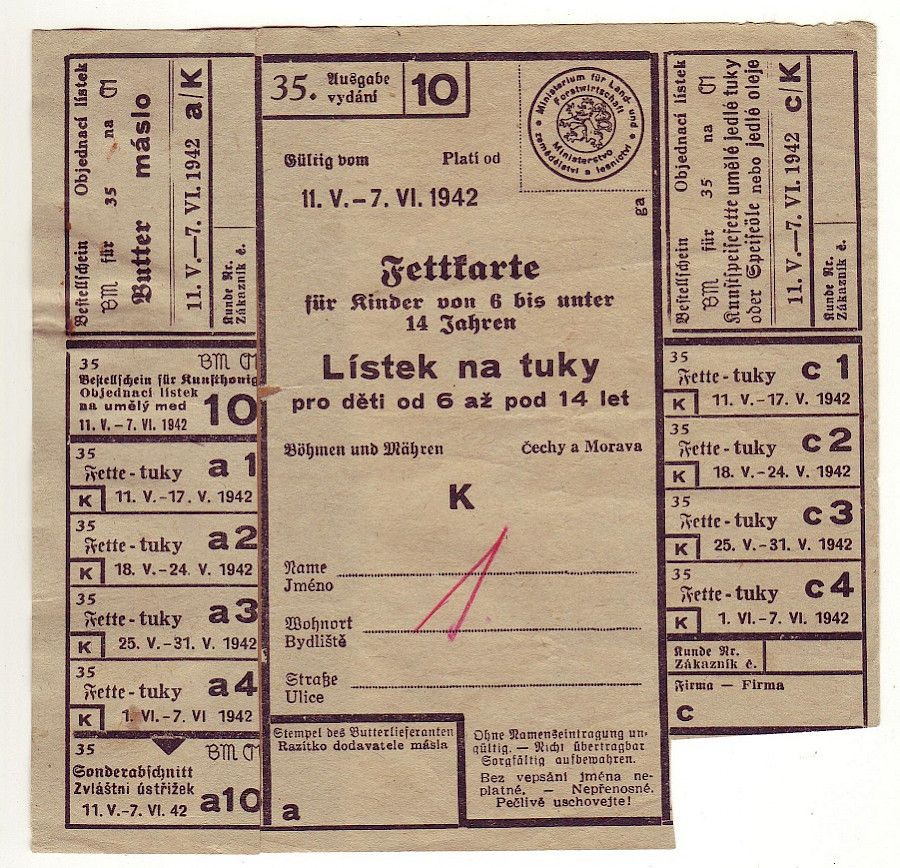 Bestellschein Objednací lístek
BM für 35 na ČM
Butter máslo
11. V.—7. VI. 1942 a/K
Kunde Nr.
Zákazník č.
35 BM ČM
Bestellschein für Kunsthonig
Objednací lístek
na umělý med 10
11. V. - 7. VI. 1942
35
Fette - tuky a 1
K 11. V. - 17. V. 1942
35
Fette - tuky a 2
K 18. V. - 24. V. 1942
35
Fette - tuky a 3
K 25. V. - 31. V. 1942
35
Fette - tuky a 4
K 1. VI. - 7. VI 1942
35 BM ČM
Sonderabschnitt
Zvláštní ústřižek
11. V. - 7. VI. 42 a10
35. Ausgabe
vydání 10
Ministerium für Land- und
Forstwirtschaft
Ministerstvo
zemědělství a lesnictví
Gültig vom Platí od
11. V. – 7. VI. 1942
ga
Fettkarte
für Kinder von 6 bis unter
14 Jahren
Lístek na tuky
pro děti od 6 až pod 14 let
Böhmen und Mähren Čechy a Morava
K
Name
Jméno
Wohnort
Bydliště
Straße
Ulice
Stempel des Butterlieferanten
Razítko dodavatele másla
a
Ohne Namenseintragung un-
gültig. — Nicht übertragbar
Sorgfältig aufbewahren.
Bez vepsání jména ne-
platné. — Nepřenosné.
Pečlivě uschovejte!
Bestellschein Objednací lístek
BM für 35 na ČM
Kunstspeisefette umělé jedlé tuky
oder Speiseöle nebo jedlé oleje
11. V.—7. VI. 1942 c/K
Kunde Nr.
Zákazník č.
35
Fette - tuky c 1
K 11. V. - 17. V. 1942
35
Fette - tuky c 2
K 18. V. - 24. V. 1942
35
Fette - tuky c 3
K 25. V. - 31. V. 1942
35
Fette - tuky c 4
K 1. VI. - 7. VI. 1942
Kunde Nr.
Zákazník č.
Firma — Firma
c